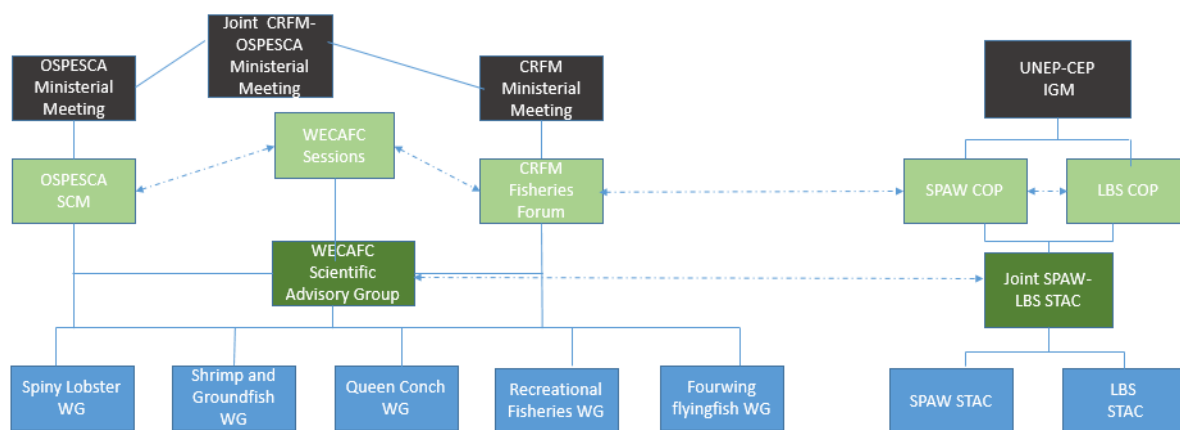 Joint CRFM-
OSPESCA
Ministerial
Meeting
OSPESCA
Ministerial
Meeting
CRFM
Ministerial
Meeting
UNEP-CEP
IGM
WECAFC
Sessions
OSPESCA
SCM
CRFM
Fisheries
Forum
SPAW COP
LBS COP
WECAFC
Scientific
Advisory Group
Joint SPAW-
LBS STAC
Spiny Lobster
WG
Shrimp and
Groundfish
WG
Queen Conch
WG
Recreational
Fisheries WG
Fourwing
flyingfish WG
SPAW STAC
LBS
STAC